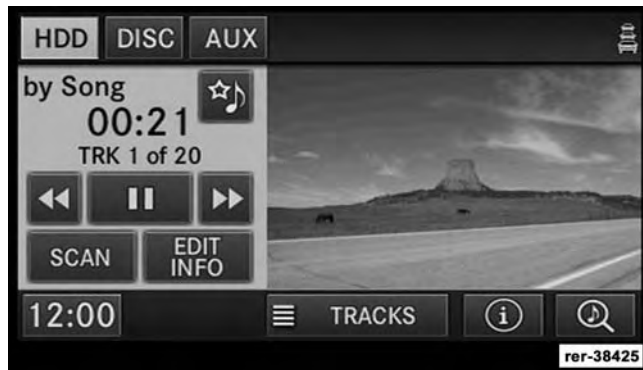 HDD DISC AUX
by Song
00:21
TRK 1 of 20
SCAN
EDIT
INFO
12:00
TRACKS
i
rer-38425